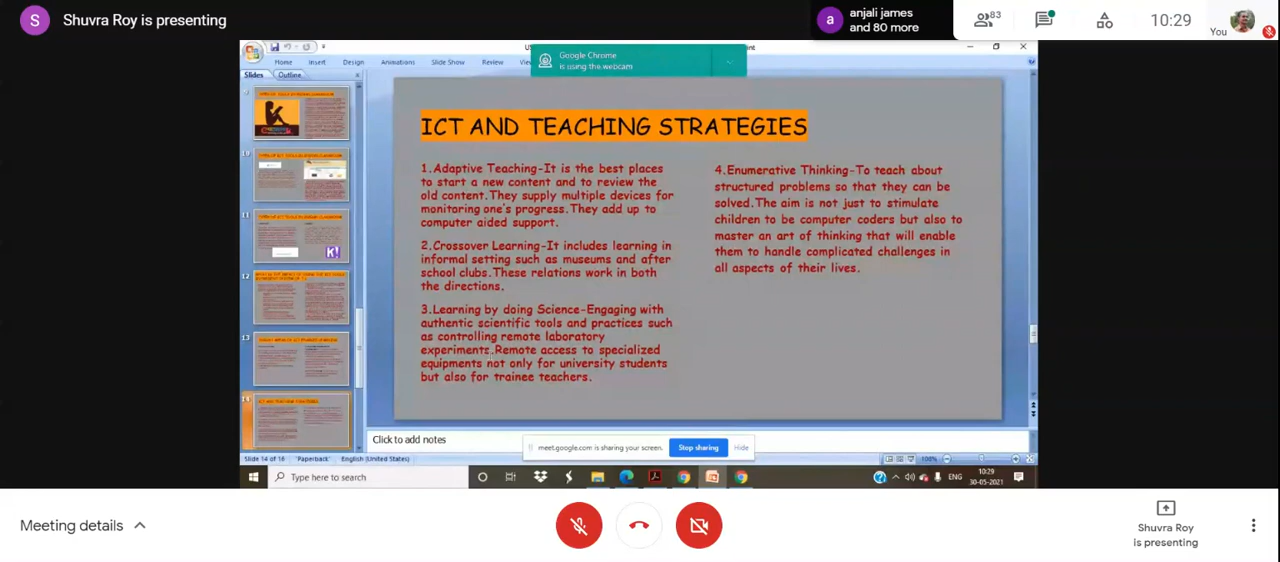 S Shuvra Roy is presenting
a anjali james
and 80 more
83
10:29
You
Google Chrome
is using the webcam
Home Insert Design Animations Slide Show Review
Slides Outline
9
10
11
12
13
14
K!
ICT AND TEACHING STRATEGIES
1.Adaptive Teaching-It is the best places
to start a new content and to review the
old content.They supply multiple devices for
monitoring one's progress.They add up to
computer aided support.
2.Crossover Learning-It includes learning in
informal setting such as museums and after
school clubs.These relations work in both
the directions.
3.Learning by doing Science-Engaging with
authentic scientific tools and practices such
as controlling remote laboratory
experiments.Remote access to specialized
equipments not only for university students
but also for trainee teachers.
4.Enumerative Thinking-To teach about
structured problems so that they can be
solved.The aim is not just to stimulate
children to be computer coders but also to
master an art of thinking that will enable
them to handle complicated challenges in
all aspects of their lives.
Click to add notes
meet.google.com is sharing your screen. Stop sharing Hide
Slide 14 of 16 "Paperback" English (United States)
100%
Type here to search
ENG
10:29
30-05-2021
Meeting details
Shuvra Roy
is presenting